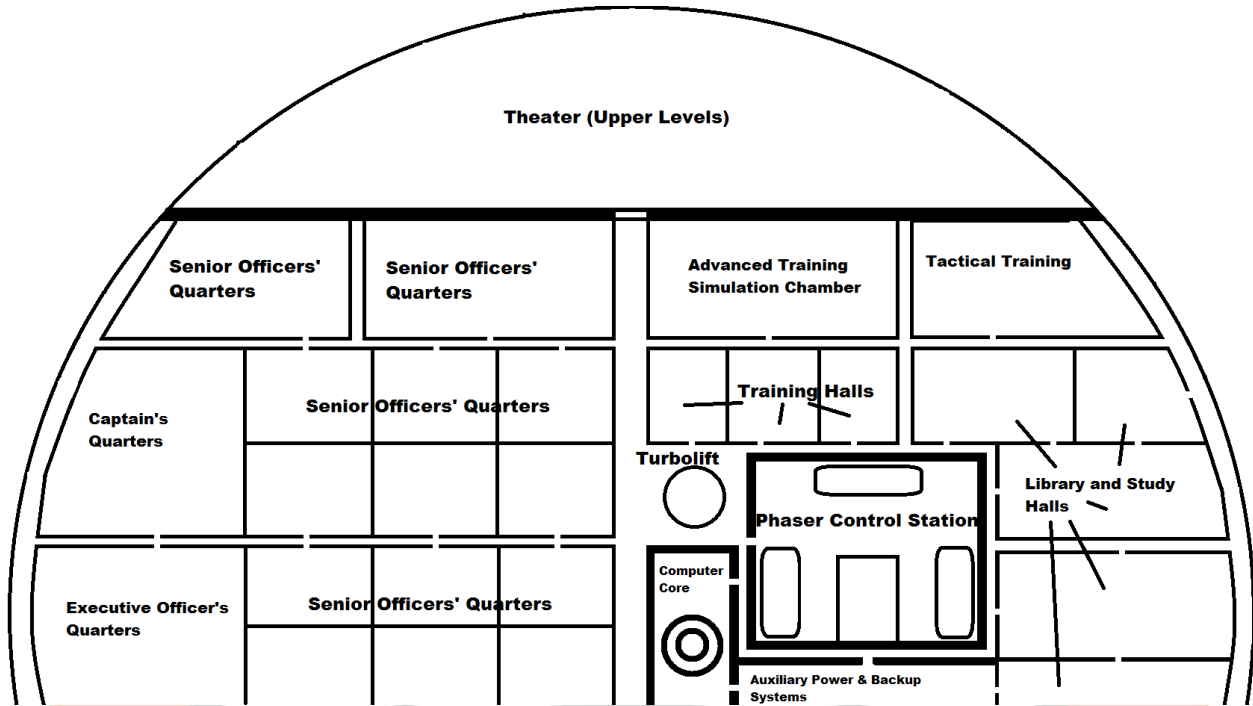 Theater (Upper Levels)
Senior Officers'
Quarters
Senior Officers'
Quarters
Advanced Training
Simulation Chamber
Tactical Training
Captain's
Quarters
Senior Officers' Quarters
Training Halls
Turbolift
Library and Study
Halls
Phaser Control Station
Computer
Core
Executive Officer's
Quarters
Senior Officers' Quarters
Auxiliary Power & Backup
Systems